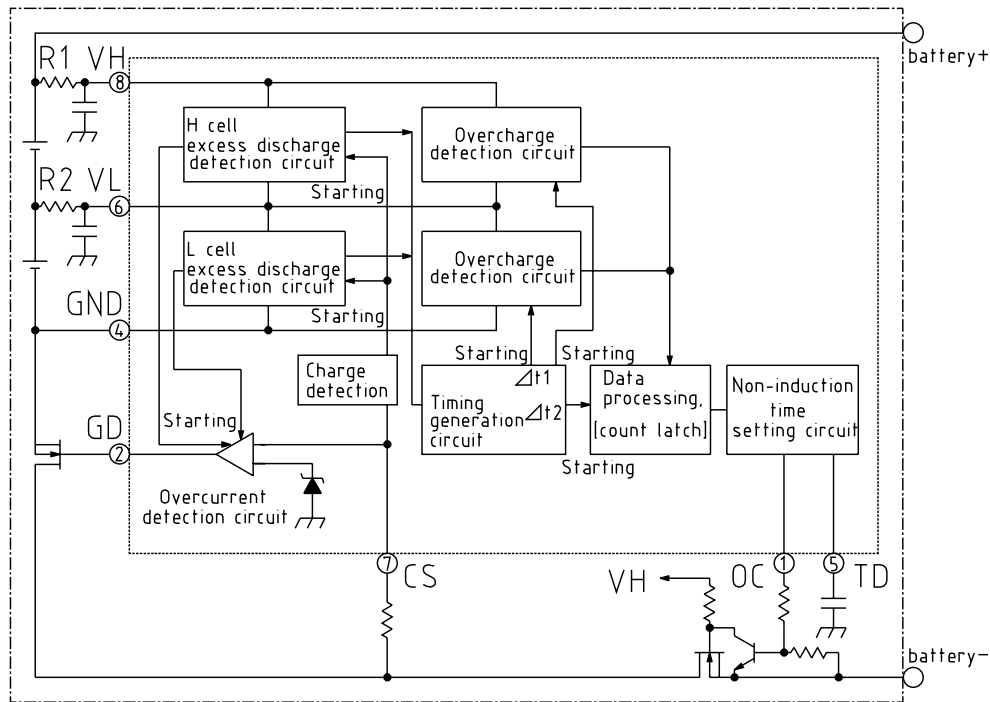 battery+
R1 VH
8
H cell
excess discharge
detection circuit
Overcharge
detection circuit
R2 VL
6
Starting
L cell
excess discharge
detection circuit
Overcharge
detection circuit
GND
4
Starting
Starting
Starting
Charge
detection
⊿t1
Timing
generation
circuit
⊿t2
Data
processing,
[count latch]
Non-induction
time
setting circuit
GD
2
Starting
Starting
Overcurrent
detection circuit
7
CS
VH
OC
1
5
TD
battery−